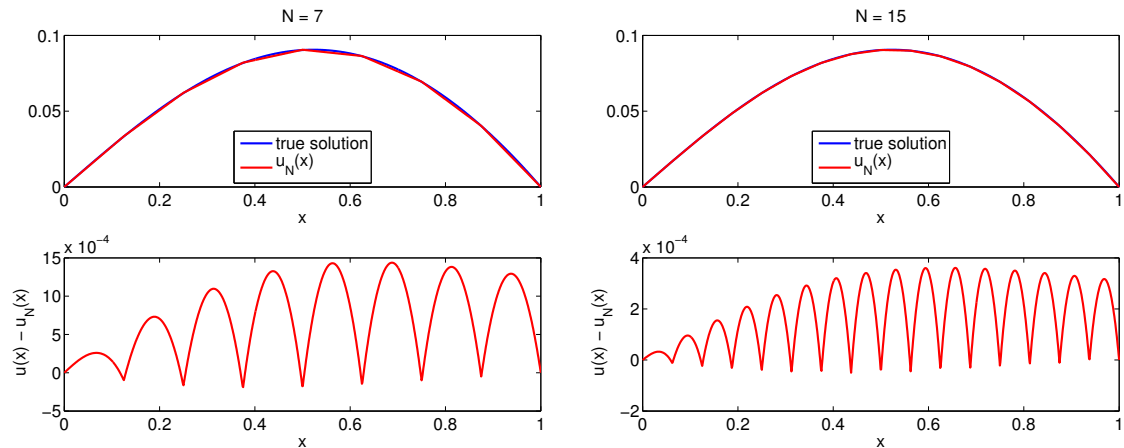 N = 7
0.1
0.05
0
0 0.2 0.4 0.6 0.8 1
x
true solution
u_N(x)
N = 15
0.1
0.05
0
0 0.2 0.4 0.6 0.8 1
x
true solution
u_N(x)
x 10^−4
15
10
5
0
−5
0 0.2 0.4 0.6 0.8 1
x
u(x) − u_N(x)
x 10^−4
4
2
0
−2
0 0.2 0.4 0.6 0.8 1
x
u(x) − u_N(x)